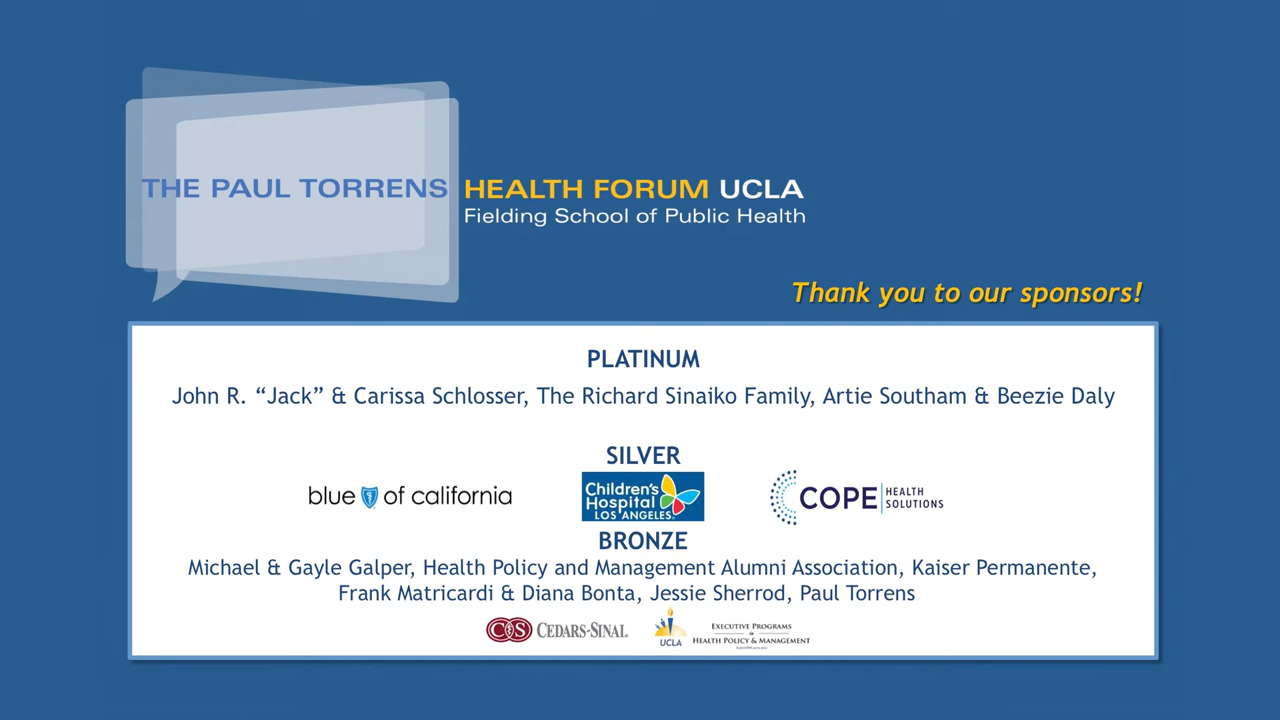 THE PAUL TORRENS HEALTH FORUM UCLA
Fielding School of Public Health
Thank you to our sponsors!
PLATINUM
John R. “Jack” & Carissa Schlosser, The Richard Sinaiko Family, Artie Southam & Beezie Daly
SILVER
blue of california
Children's
Hospital
LOS ANGELES
COPE HEALTH
SOLUTIONS
BRONZE
Michael & Gayle Galper, Health Policy and Management Alumni Association, Kaiser Permanente,
Frank Matricardi & Diana Bonta, Jessie Sherrod, Paul Torrens
CEDARS-SINAI.
UCLA
EXECUTIVE PROGRAMS
in
HEALTH POLICY & MANAGEMENT